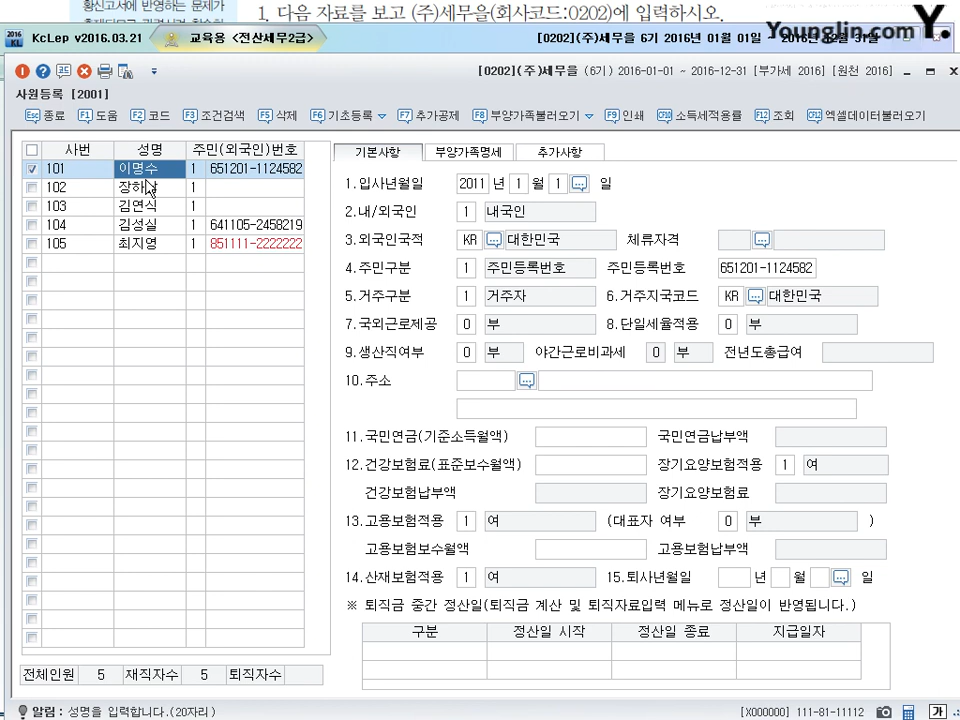 황신고서에 반영하는 문제가
1. 다음 자료를 보고 (주)세무을(회사코드:0202)에 입력하시오.
Younglin.com Y.
KcLep v2016.03.21 교육용 <전산세무2급> [0202](주)세무을 6기 2016년 01월 01일 ~ 2016년 12월 31일
[0202](주)세무을 (6기) 2016-01-01 ~ 2016-12-31 [부가세 2016] [원천 2016]
사원등록 [2001]
Esc 종료 F1 도움 F2 코드 F3 조건검색 F5 삭제 F6 기초등록 F7 추가공제 F8 부양가족불러오기 F9 인쇄 CF10 소득세적용률 F12 조회 CF12 엑셀데이터불러오기
사번 성명 주민(외국인)번호
101 이명수 1 651201-1124582
102 장하 1
103 김연식 1
104 김성실 1 641105-2458219
105 최지영 1 851111-2222222
전체인원 5 재직자수 5 퇴직자수
기본사항 부양가족명세 추가사항
1.입사년월일 2011 년 1 월 1 일
2.내/외국인 1 내국인
3.외국인국적 KR 대한민국 체류자격
4.주민구분 1 주민등록번호 주민등록번호 651201-1124582
5.거주구분 1 거주자 6.거주지국코드 KR 대한민국
7.국외근로제공 0 부 8.단일세율적용 0 부
9.생산직여부 0 부 야간근로비과세 0 부 전년도총급여
10.주소
11.국민연금(기준소득월액) 국민연금납부액
12.건강보험료(표준보수월액) 장기요양보험적용 1 여
건강보험납부액 장기요양보험료
13.고용보험적용 1 여 (대표자 여부 0 부 )
고용보험보수월액 고용보험납부액
14.산재보험적용 1 여 15.퇴사년월일 년 월 일
※ 퇴직금 중간 정산일(퇴직금 계산 및 퇴직자료입력 메뉴로 정산일이 반영됩니다.)
구분 정산일 시작 정산일 종료 지급일자
알림 : 성명을 입력합니다.(20자리) [X000000] 111-81-11112 가